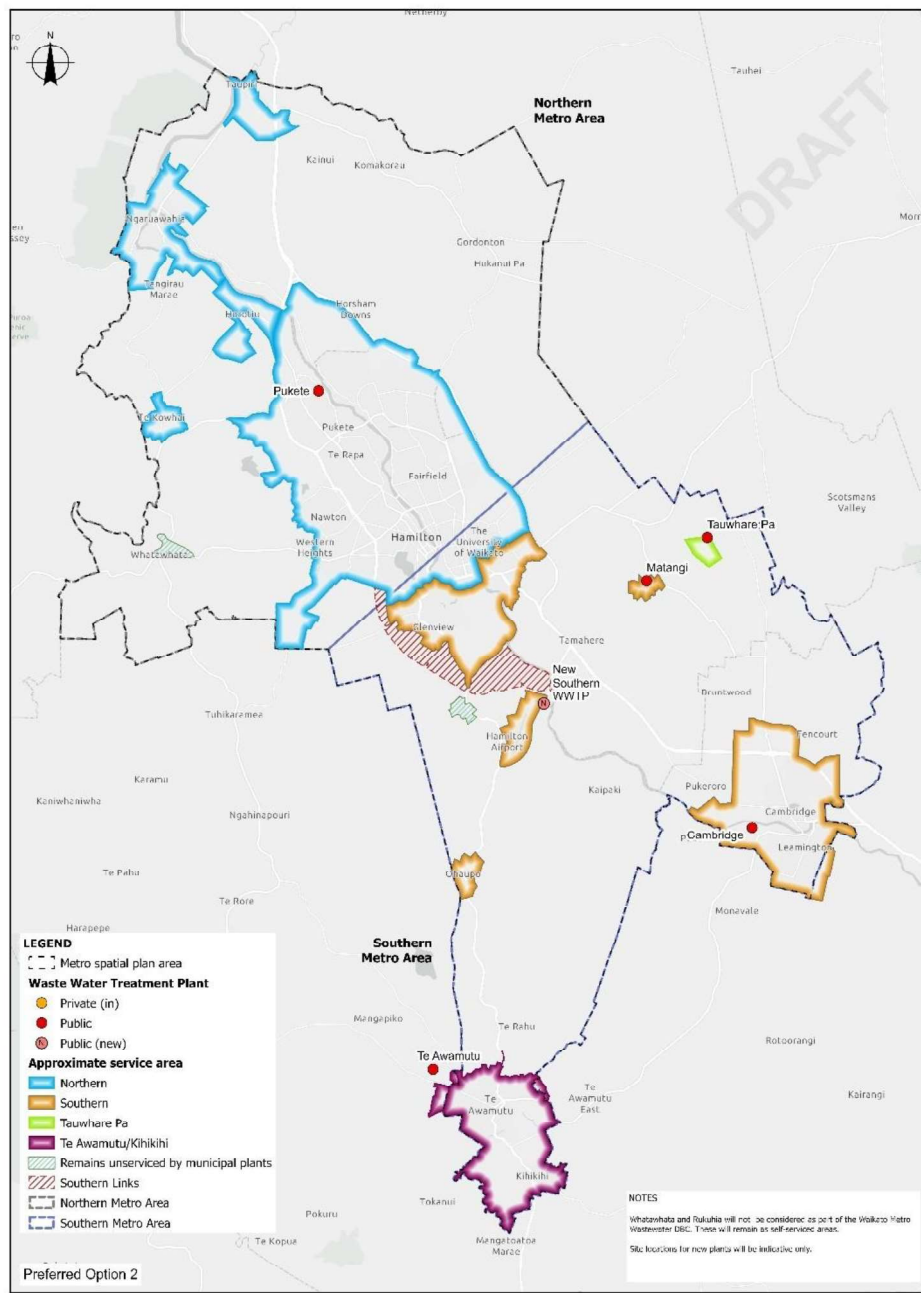 Netherby
N
Taupiri
Tauhei
Northern
Metro Area
DRAFT
Kainui
Komakorau
Ngaruawahia
Gordonton
Hukanui Pa
Tangirau
Marae
Horsham
Downs
Horotiu
Pukete
Te Kowhai
Pukete
Te Rapa
Fairfield
Scotsmans
Valley
Nawton
Western
Heights
Hamilton
The
University
of Waikato
Tauwhare Pa
Whatawhata
Matangi
Glenview
Tamahere
New
Southern
WWTP
N
Bruntwood
Tuhikaramea
Hamilton
Airport
Fencourt
Karamu
Kaniwhaniwha
Kaipaki
Pukeroro
Ngahinapouri
Cambridge
Cambridge
Leamington
Te Pahu
Ohaupo
Te Rore
Monavale
Harapepe
Southern
Metro Area
LEGEND
Metro spatial plan area
Waste Water Treatment Plant
Private (in)
Public
N Public (new)
Approximate service area
Northern
Southern
Tauwhare Pa
Te Awamutu/Kihikihi
Remains unserviced by municipal plants
Southern Links
Northern Metro Area
Southern Metro Area
Mangapiko
Te Rahu
Rotoorangi
Te Awamutu
Te
Awamutu
Te
Awamutu
East
Kairangi
Kihikihi
Tokanui
Pokuru
Te Kopua
Mangatoatoa
Marae
NOTES
Whatawhata and Rukuhia will not be considered as part of the Waikato Metro
Wastewater DBC. These will remain as self-serviced areas.
Site locations for new plants will be indicative only.
Preferred Option 2